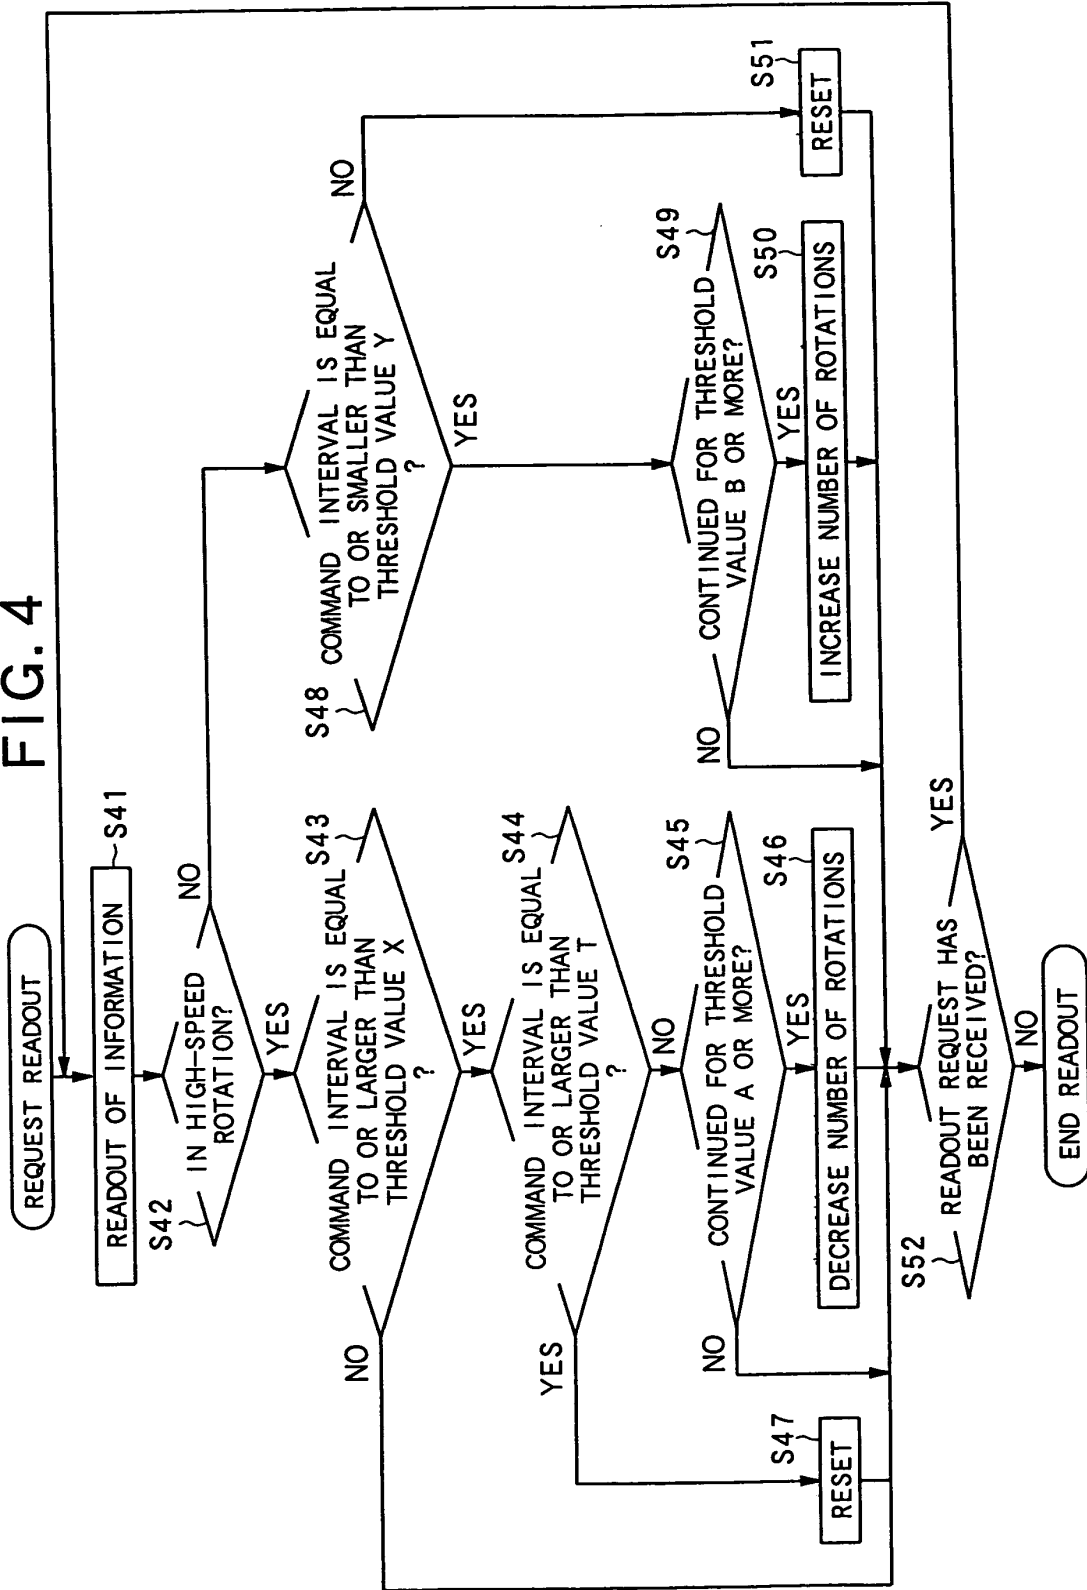 FIG. 4
REQUEST READOUT
READOUT OF INFORMATION
S41
S42
IN HIGH-SPEED
ROTATION?
NO
YES
COMMAND INTERVAL IS EQUAL
TO OR LARGER THAN
THRESHOLD VALUE X
?
S43
NO
YES
COMMAND INTERVAL IS EQUAL
TO OR LARGER THAN
THRESHOLD VALUE T
?
S44
YES
NO
CONTINUED FOR THRESHOLD
VALUE A OR MORE?
S45
NO
YES
DECREASE NUMBER OF ROTATIONS
S46
S47
RESET
S48
COMMAND INTERVAL IS EQUAL
TO OR SMALLER THAN
THRESHOLD VALUE Y
?
NO
YES
CONTINUED FOR THRESHOLD
VALUE B OR MORE?
S49
NO
YES
INCREASE NUMBER OF ROTATIONS
S50
S51
RESET
S52
READOUT REQUEST HAS
BEEN RECEIVED?
YES
NO
END READOUT